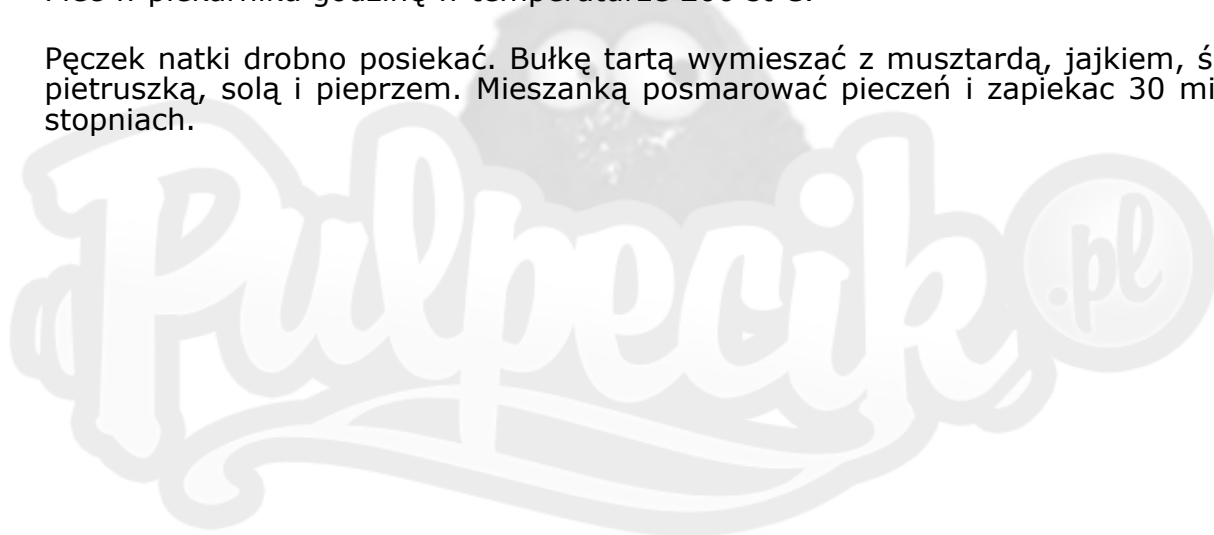 Pęczek natki drobno posiekać. Bułkę tartą wymieszać z musztardą, jajkiem, ś
pietruszką, solą i pieprzem. Mieszanką posmarować pieczeń i zapiekac 30 mi
stopniach.
Pulpecik
.pl